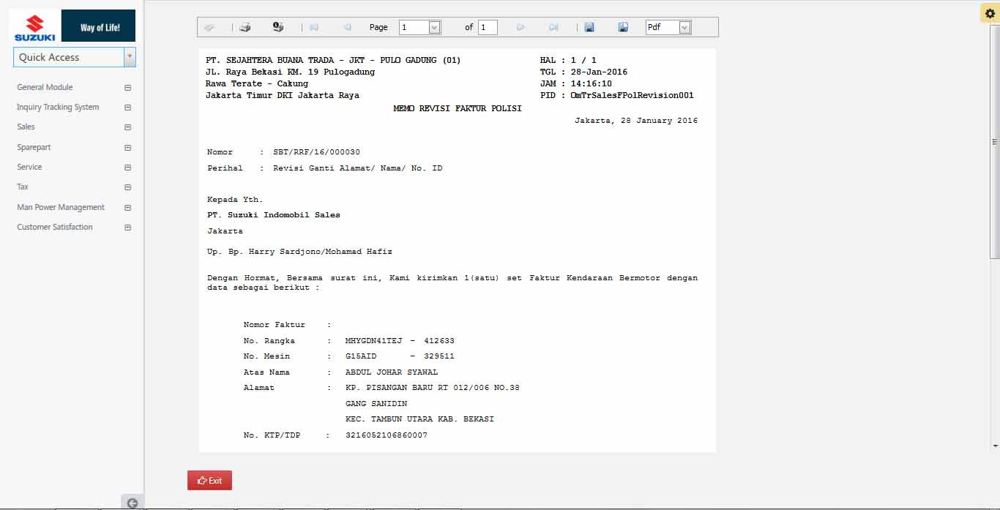 SUZUKI
Way of Life!
Quick Access
General Module
Inquiry Tracking System
Sales
Sparepart
Service
Tax
Man Power Management
Customer Satisfaction
Page 1 of 1 Pdf
PT. SEJAHTERA BUANA TRADA - JKT - PULO GADUNG (01) HAL : 1 / 1
JL. Raya Bekasi KM. 19 Pulogadung TGL : 28-Jan-2016
Rawa Terate - Cakung JAM : 14:16:10
Jakarta Timur DKI Jakarta Raya PID : OmTrSalesFPolRevision001
MEMO REVISI FAKTUR POLISI
Jakarta, 28 January 2016
Nomor : SBT/RRF/16/000030
Perihal : Revisi Ganti Alamat/ Nama/ No. ID
Kepada Yth.
PT. Suzuki Indomobil Sales
Jakarta
Up. Bp. Harry Sardjono/Mohamad Hafiz
Dengan Hormat, Bersama surat ini, Kami kirimkan 1(satu) set Faktur Kendaraan Bermotor dengan
data sebagai berikut :
Nomor Faktur :
No. Rangka : MHYGDN41TEJ - 412633
No. Mesin : G15AID - 329511
Atas Nama : ABDUL JOHAR SYAWAL
Alamat : KP. PISANGAN BARU RT 012/006 NO.38
GANG SANIDIN
KEC. TAMBUN UTARA KAB. BEKASI
No. KTP/TDP : 3216052106860007
Exit